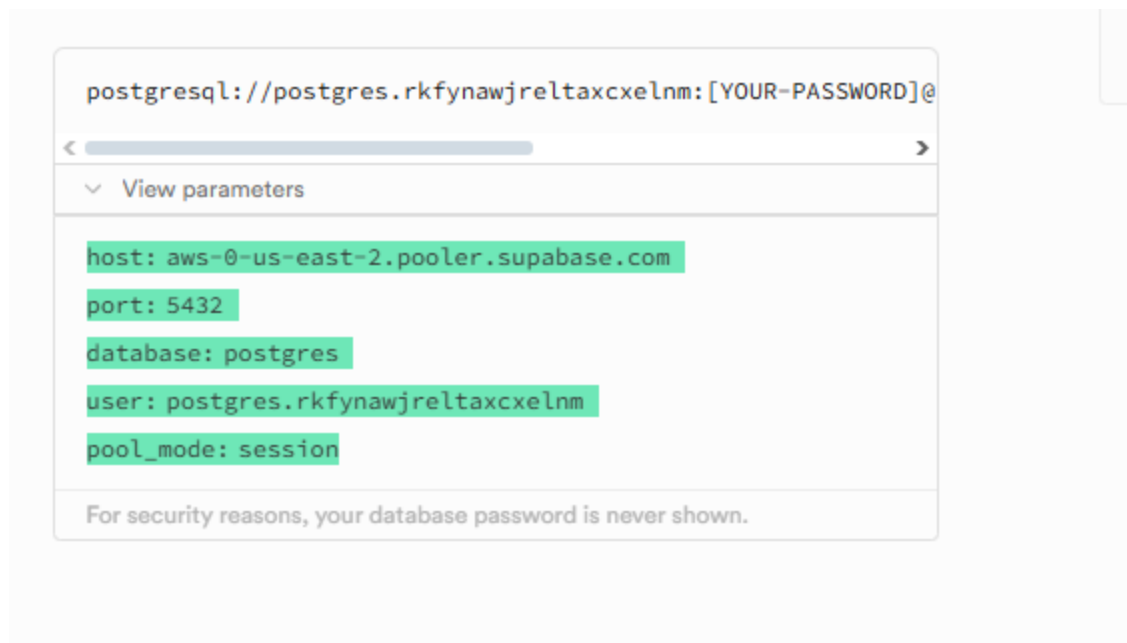 postgresql://postgres.rkfynawjreltaxcxelnm:[YOUR-PASSWORD]@
View parameters
host: aws-0-us-east-2.pooler.supabase.com
port: 5432
database: postgres
user: postgres.rkfynawjreltaxcxelnm
pool_mode: session
For security reasons, your database password is never shown.